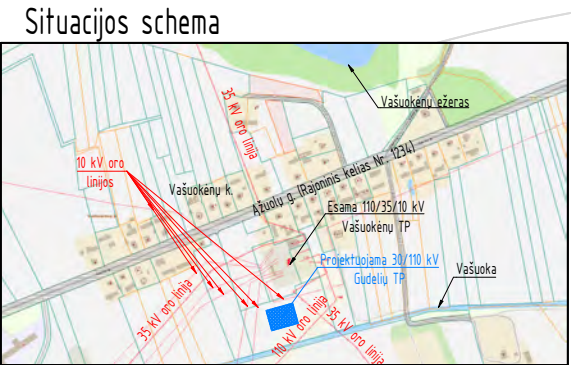 Situacijos schema
35 kV oro linija
Vašuokėnų ežeras
10 kV oro
linijos
Vašuokėnų k.
Ąžuolų g. (Rajoninis kelias Nr. 1234)
Esama 110/35/10 kV
Vašuokėnų TP
Projektuojama 30/110 kV
Gudelių TP
Vašuoka
35 kV oro linija
110 kV oro linija
35 kV oro linija